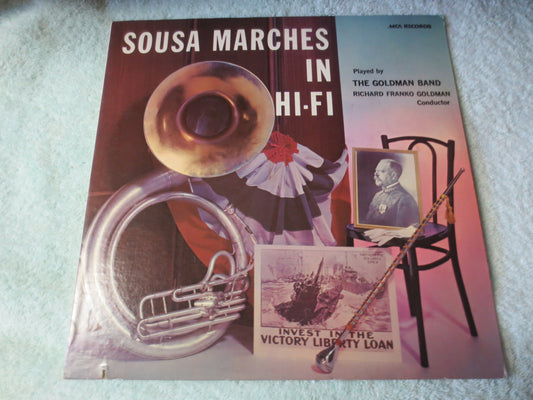 SOUSA MARCHES
IN
HI-FI
MCA RECORDS
Played by
THE GOLDMAN BAND
RICHARD FRANKO GOLDMAN
Conductor
INVEST IN THE
VICTORY LIBERTY LOAN